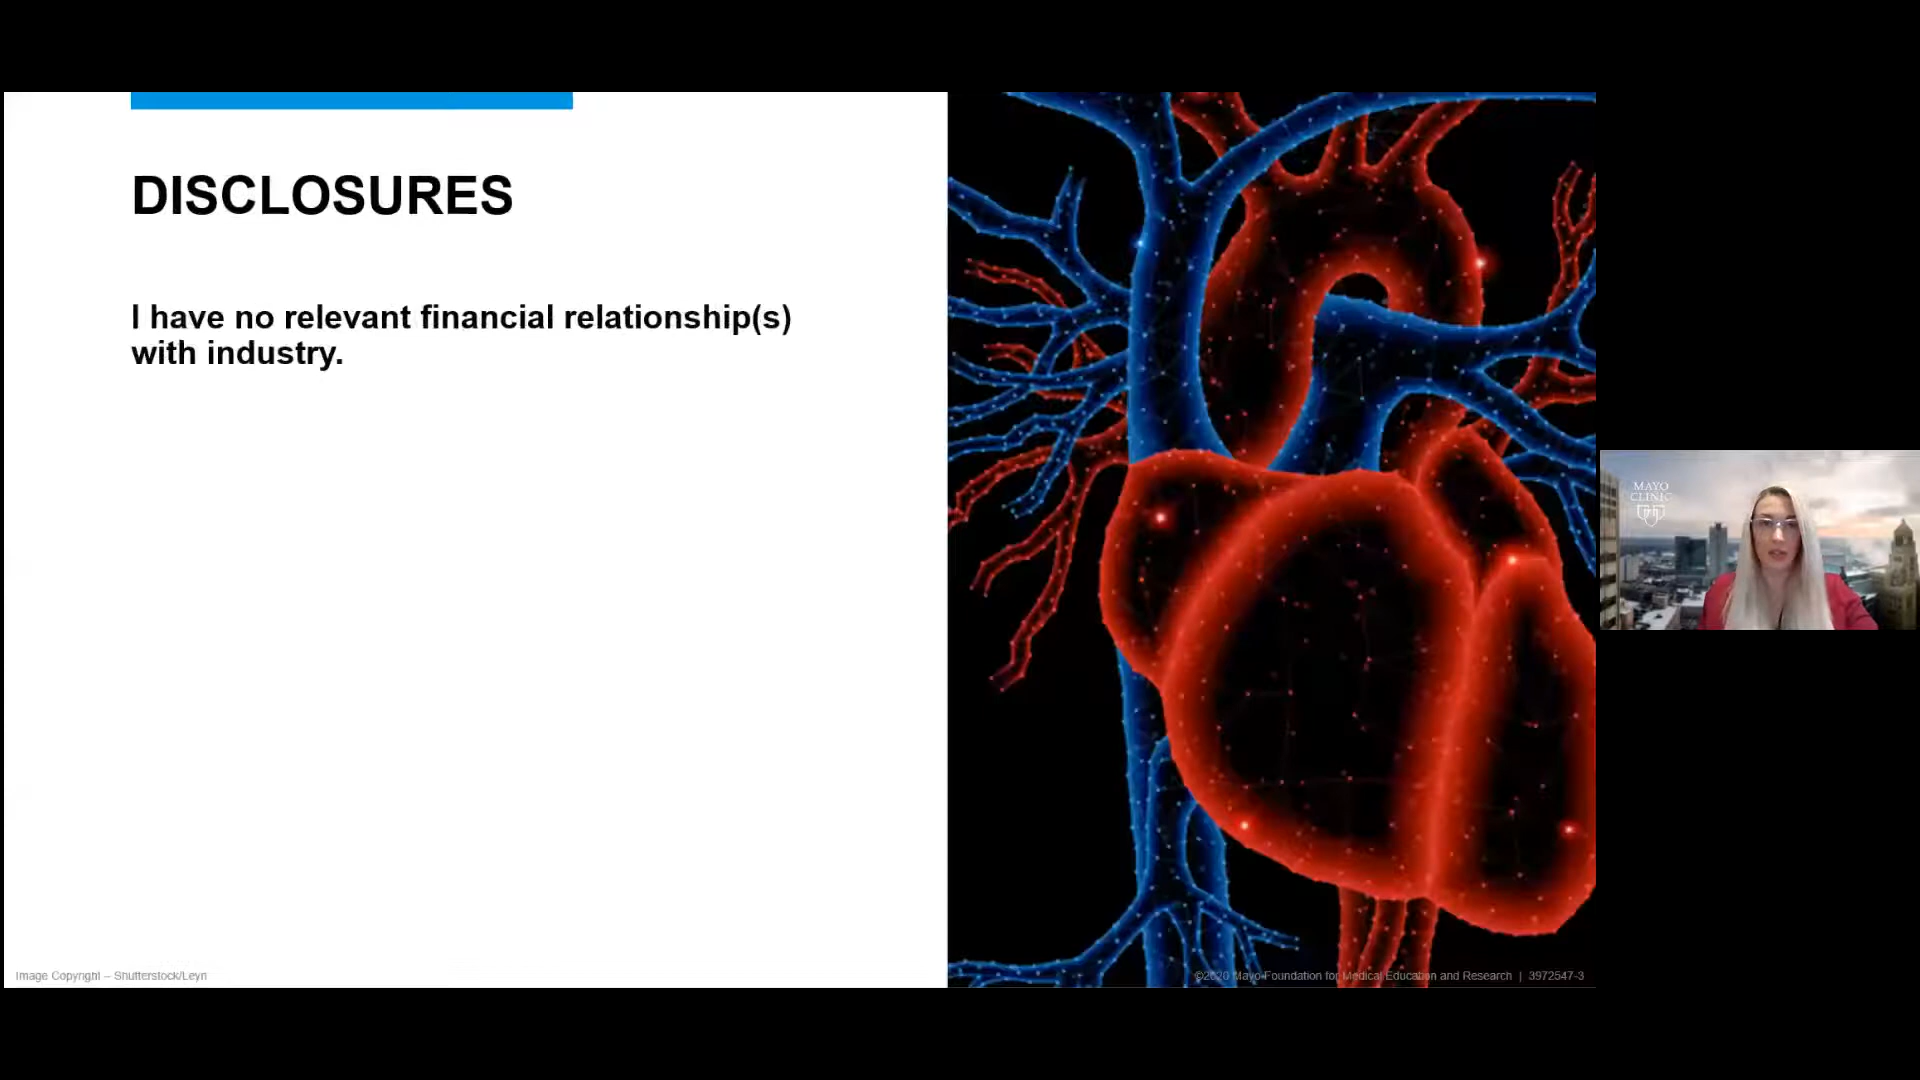 DISCLOSURES
I have no relevant financial relationship(s)
with industry.
MAYO
CLINIC
Image Copyright – Shutterstock/Leyn
©2020 Mayo Foundation for Medical Education and Research | 3972547-3